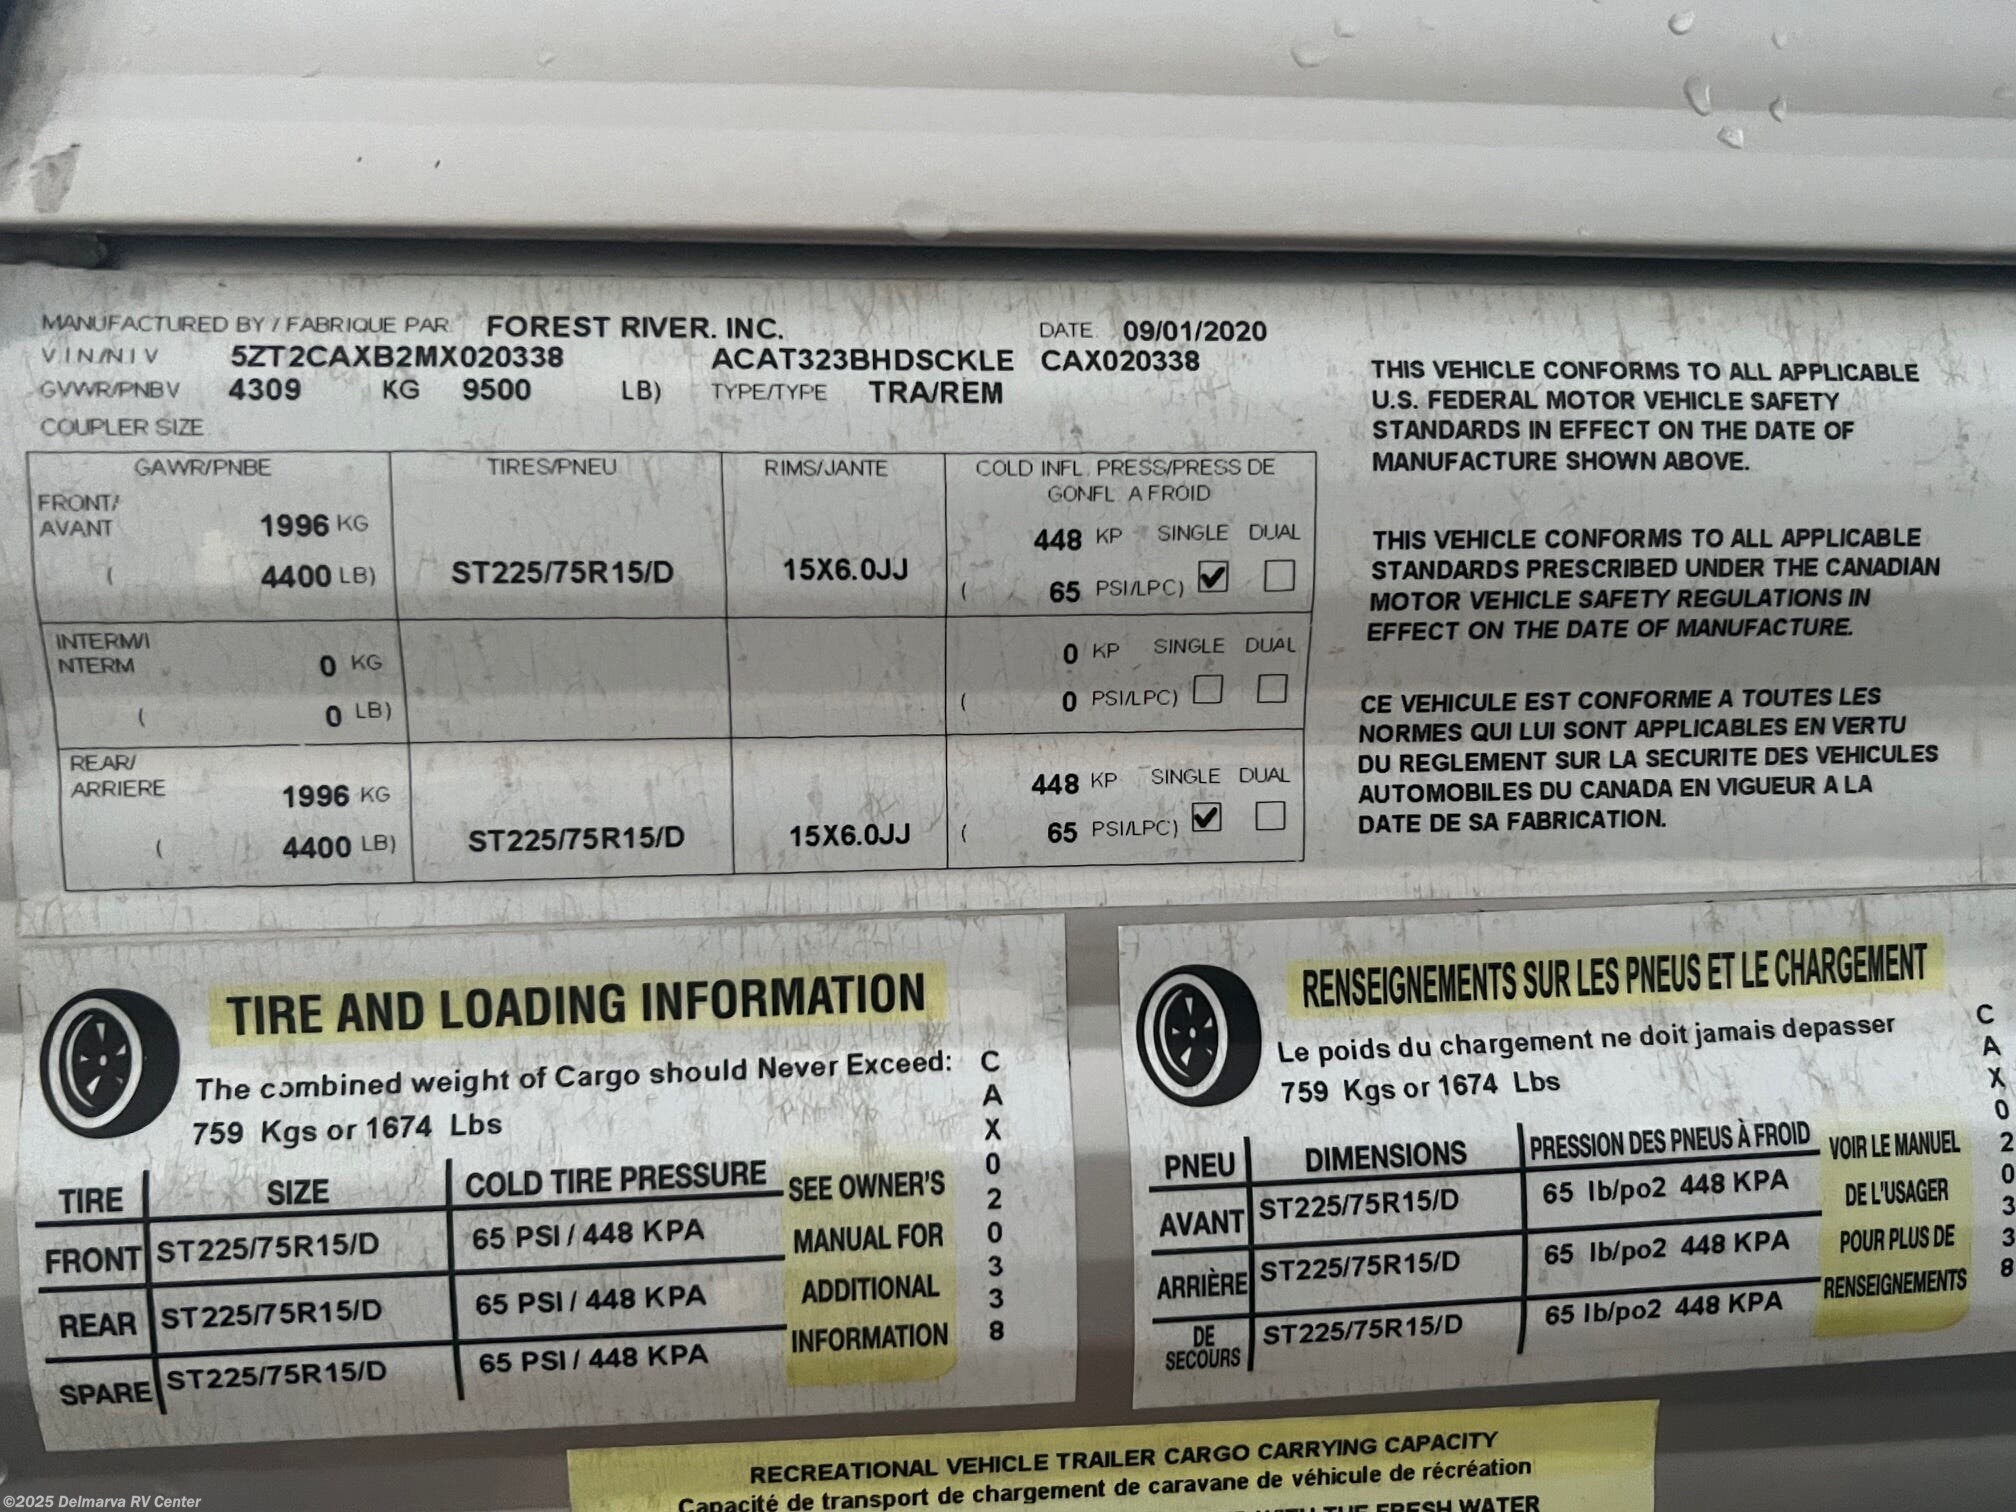 MANUFACTURED BY / FABRIQUE PAR FOREST RIVER. INC. DATE 09/01/2020
VIN/NIV 5ZT2CAXB2MX020338 ACAT323BHDSCKLE CAX020338
GVWR/PNBV 4309 KG 9500 LB) TYPE/TYPE TRA/REM
COUPLER SIZE
GAWR/PNBE TIRES/PNEU RIMS/JANTE COLD INFL. PRESS/PRESS DE
GONFL. A FROID
FRONT/
AVANT 1996 KG 448 KP SINGLE DUAL
( 4400 LB) ST225/75R15/D 15X6.0JJ ( 65 PSI/LPC)
INTERM/I
NTERM 0 KG 0 KP SINGLE DUAL
( 0 LB) ( 0 PSI/LPC)
REAR/
ARRIERE 1996 KG 448 KP SINGLE DUAL
( 4400 LB) ST225/75R15/D 15X6.0JJ ( 65 PSI/LPC)
THIS VEHICLE CONFORMS TO ALL APPLICABLE
U.S. FEDERAL MOTOR VEHICLE SAFETY
STANDARDS IN EFFECT ON THE DATE OF
MANUFACTURE SHOWN ABOVE.
THIS VEHICLE CONFORMS TO ALL APPLICABLE
STANDARDS PRESCRIBED UNDER THE CANADIAN
MOTOR VEHICLE SAFETY REGULATIONS IN
EFFECT ON THE DATE OF MANUFACTURE.
CE VEHICULE EST CONFORME A TOUTES LES
NORMES QUI LUI SONT APPLICABLES EN VERTU
DU REGLEMENT SUR LA SECURITE DES VEHICULES
AUTOMOBILES DU CANADA EN VIGUEUR A LA
DATE DE SA FABRICATION.
TIRE AND LOADING INFORMATION
The combined weight of Cargo should Never Exceed:
759 Kgs or 1674 Lbs
TIRE SIZE COLD TIRE PRESSURE
FRONT ST225/75R15/D 65 PSI / 448 KPA
REAR ST225/75R15/D 65 PSI / 448 KPA
SPARE ST225/75R15/D 65 PSI / 448 KPA
SEE OWNER'S
MANUAL FOR
ADDITIONAL
INFORMATION
CAX020338
RENSEIGNEMENTS SUR LES PNEUS ET LE CHARGEMENT
Le poids du chargement ne doit jamais depasser
759 Kgs or 1674 Lbs
PNEU DIMENSIONS PRESSION DES PNEUS À FROID
AVANT ST225/75R15/D 65 lb/po2 448 KPA
ARRIÈRE ST225/75R15/D 65 lb/po2 448 KPA
DE
SECOURS ST225/75R15/D 65 lb/po2 448 KPA
VOIR LE MANUEL
DE L'USAGER
POUR PLUS DE
RENSEIGNEMENTS
CAX020338
RECREATIONAL VEHICLE TRAILER CARGO CARRYING CAPACITY
Capacité de transport de chargement de caravane de véhicule de récréation
WITH THE FRESH WATER
©2025 Delmarva RV Center